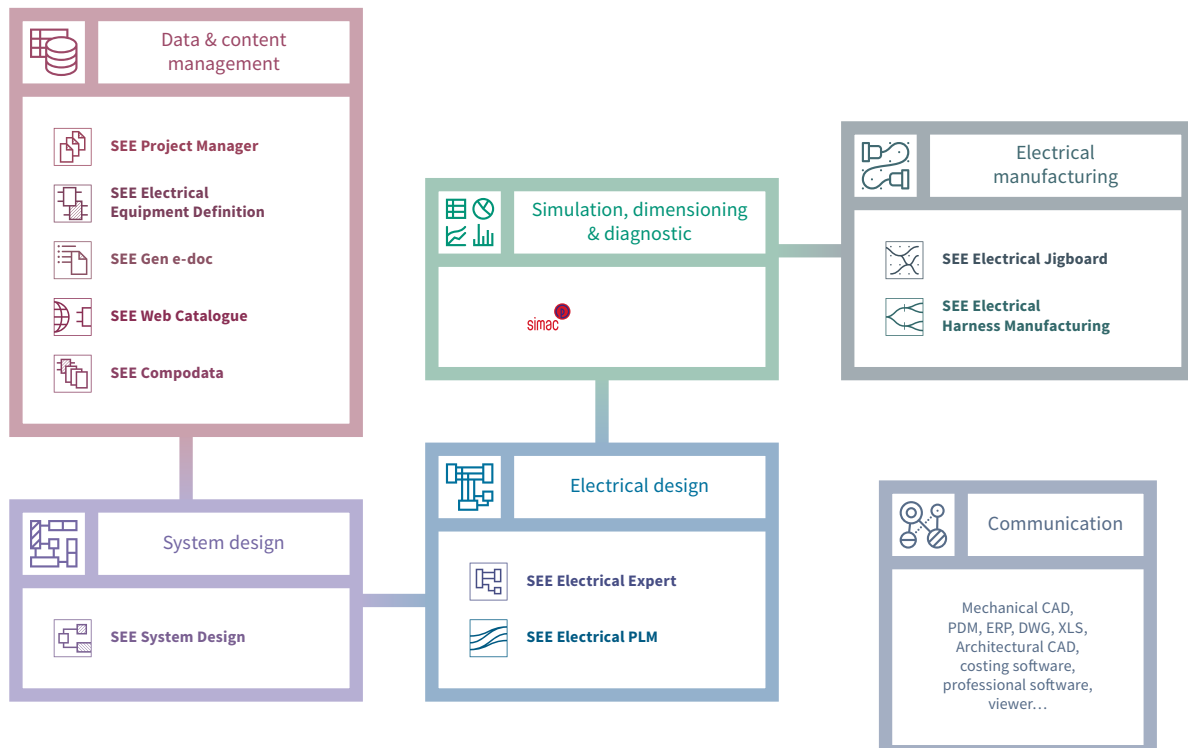 Data & content
management
SEE Project Manager
SEE Electrical
Equipment Definition
SEE Gen e-doc
SEE Web Catalogue
SEE Compodata
System design
SEE System Design
Simulation, dimensioning
& diagnostic
simac
Electrical design
SEE Electrical Expert
SEE Electrical PLM
Electrical
manufacturing
SEE Electrical Jigboard
SEE Electrical
Harness Manufacturing
Communication
Mechanical CAD,
PDM, ERP, DWG, XLS,
Architectural CAD,
costing software,
professional software,
viewer…